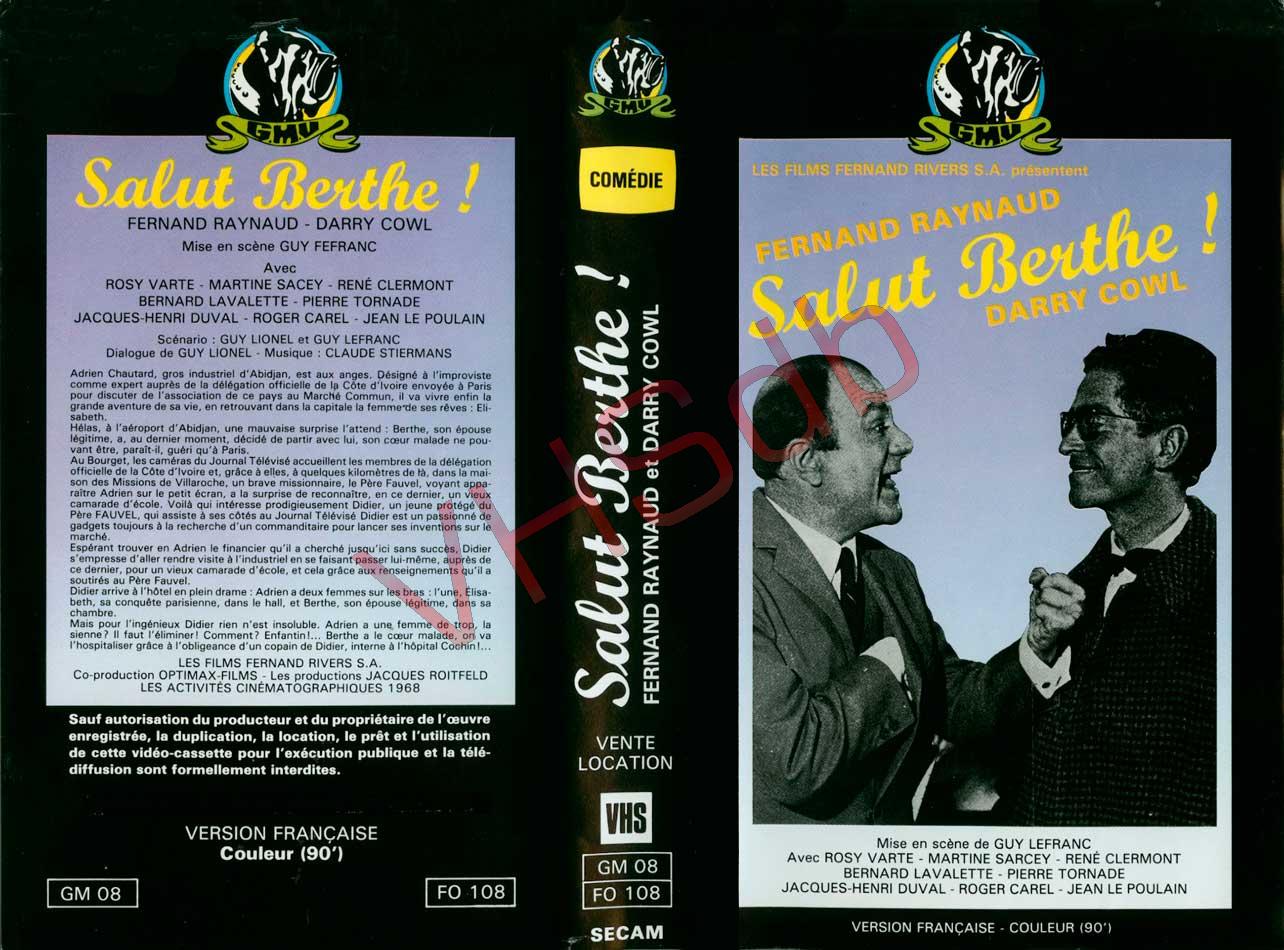 G.M.V
Salut Berthe !
FERNAND RAYNAUD - DARRY COWL
Mise en scène GUY FEFRANC
Avec
ROSY VARTE - MARTINE SACEY - RENÉ CLERMONT
BERNARD LAVALETTE - PIERRE TORNADE
JACQUES-HENRI DUVAL - ROGER CAREL - JEAN LE POULAIN
Scénario : GUY LIONEL et GUY LEFRANC
Dialogue de GUY LIONEL - Musique : CLAUDE STIERMANS
Adrien Chautard, gros industriel d'Abidjan, est aux anges. Désigné à l'improviste
comme expert auprès de la délégation officielle de la Côte d'Ivoire envoyée à Paris
pour discuter de l'association de ce pays au Marché Commun, il va vivre enfin la
grande aventure de sa vie, en retrouvant dans la capitale la femme de ses rêves : Eli-
sabeth.
Hélas, à l'aéroport d'Abidjan, une mauvaise surprise l'attend : Berthe, son épouse
légitime, a, au dernier moment, décidé de partir avec lui, son cœur malade ne pou-
vant être, paraît-il, guéri qu'à Paris.
Au Bourget, les caméras du Journal Télévisé accueillent les membres de la délégation
officielle de la Côte d'Ivoire et, grâce à elles, à quelques kilomètres de là, dans la mai-
son des Missions de Villaroche, un brave missionnaire, le Père Fauvel, voyant appa-
raître Adrien sur le petit écran, a la surprise de reconnaître, en ce dernier, un vieux
camarade d'école. Voilà qui intéresse prodigieusement Didier, un jeune protégé du
Père FAUVEL, qui assiste à ses côtés au Journal Télévisé Didier est un passionné de
gadgets toujours à la recherche d'un commanditaire pour lancer ses inventions sur le
marché.
Espérant trouver en Adrien le financier qu'il a cherché jusqu'ici sans succès, Didier
s'empresse d'aller rendre visite à l'industriel en se faisant passer lui-même, auprès de
ce dernier, pour un vieux camarade d'école, et cela grâce aux renseignements qu'il a
soutirés au Père Fauvel.
Didier arrive à l'hôtel en plein drame : Adrien a deux femmes sur les bras : l'une, Élisa-
beth, sa conquête parisienne, dans le hall, et Berthe, son épouse légitime, dans sa
chambre.
Mais pour l'ingénieux Didier rien n'est insoluble. Adrien a une femme de trop, la
sienne? Il faut l'éliminer! Comment? Enfantin!... Berthe a le cœur malade, on va
l'hospitaliser grâce à l'obligeance d'un copain de Didier, interne à l'hôpital Cochin!...
LES FILMS FERNAND RIVERS S.A.
Co-production OPTIMAX-FILMS - Les productions JACQUES ROITFELD
LES ACTIVITÉS CINÉMATOGRAPHIQUES 1968
Sauf autorisation du producteur et du propriétaire de l'œuvre
enregistrée, la duplication, la location, le prêt et l'utilisation
de cette vidéo-cassette pour l'exécution publique et la télé-
diffusion sont formellement interdites.
VERSION FRANÇAISE
Couleur (90')
GM 08
FO 108
G.M.V
COMÉDIE
Salut Berthe !
FERNAND RAYNAUD et DARRY COWL
VENTE
LOCATION
VHS
GM 08
FO 108
SECAM
G.M.V
LES FILMS FERNAND RIVERS S.A. présentent
FERNAND RAYNAUD
Salut Berthe !
DARRY COWL
Mise en scène de GUY LEFRANC
Avec ROSY VARTE - MARTINE SARCEY - RENÉ CLERMONT
BERNARD LAVALETTE - PIERRE TORNADE
JACQUES-HENRI DUVAL - ROGER CAREL - JEAN LE POULAIN
VERSION FRANÇAISE - COULEUR (90')
VHSdb